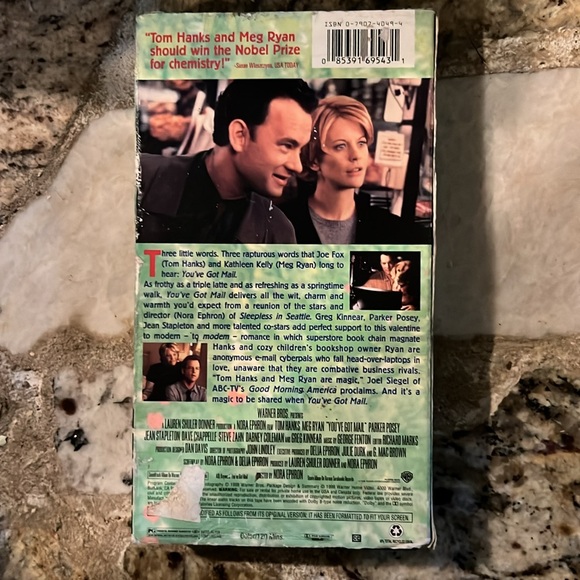 "Tom Hanks and Meg Ryan
should win the Nobel Prize
for chemistry!" -Susan Wloszczyna, USA TODAY
ISBN 0-7907-4049-4
0 85391 69543 1
Three little words. Three rapturous words that Joe Fox
(Tom Hanks) and Kathleen Kelly (Meg Ryan) long to
hear: You've Got Mail.
As frothy as a triple latte and as refreshing as a springtime
walk, You've Got Mail delivers all the wit, charm and
warmth you'd expect from a reunion of the stars and
director (Nora Ephron) of Sleepless in Seattle. Greg Kinnear, Parker Posey,
Jean Stapleton and more talented co-stars add perfect support to this valentine
to modern – to modem – romance in which superstore book chain magnate
Hanks and cozy children's bookshop owner Ryan are
anonymous e-mail cyberpals who fall head-over-laptops in
love, unaware that they are combative business rivals.
"Tom Hanks and Meg Ryan are magic," Joel Siegel of
ABC-TV's Good Morning America proclaims. And it's a
magic to be shared when You've Got Mail.
WARNER BROS. PRESENTS
A LAUREN SHULER DONNER PRODUCTION A NORA EPHRON FILM TOM HANKS MEG RYAN "YOU'VE GOT MAIL" PARKER POSEY
JEAN STAPLETON DAVE CHAPPELLE STEVE ZAHN DABNEY COLEMAN AND GREG KINNEAR MUSIC BY GEORGE FENTON EDITOR RICHARD MARKS
PRODUCTION DESIGNER DAN DAVIS DIRECTOR OF PHOTOGRAPHY JOHN LINDLEY EXECUTIVE PRODUCERS DELIA EPHRON JULIE DURK AND G. MAC BROWN
SCREENPLAY BY NORA EPHRON & DELIA EPHRON PRODUCED BY LAUREN SHULER DONNER AND NORA EPHRON
DIRECTED BY NORA EPHRON
MODIFIED AS FOLLOWS FROM ITS ORIGINAL VERSION: IT HAS BEEN FORMATTED TO FIT YOUR SCREEN.
PG
Color/120 Mins.